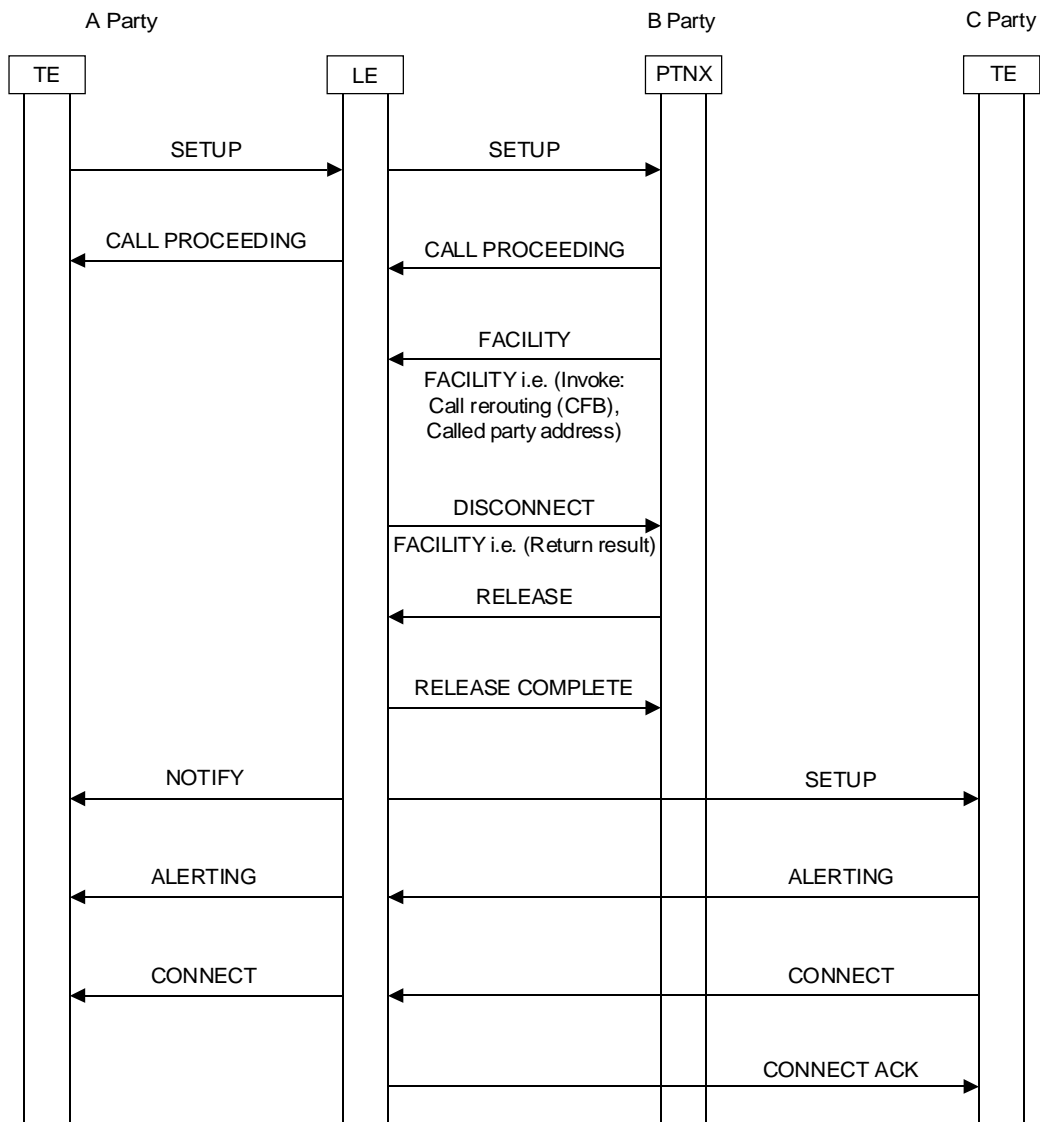 A Party
B Party
C Party
TE
LE
PTNX
TE
SETUP
SETUP
CALL PROCEEDING
CALL PROCEEDING
FACILITY
FACILITY i.e. (Invoke:
Call rerouting (CFB),
Called party address)
DISCONNECT
FACILITY i.e. (Return result)
RELEASE
RELEASE COMPLETE
NOTIFY
SETUP
ALERTING
ALERTING
CONNECT
CONNECT
CONNECT ACK